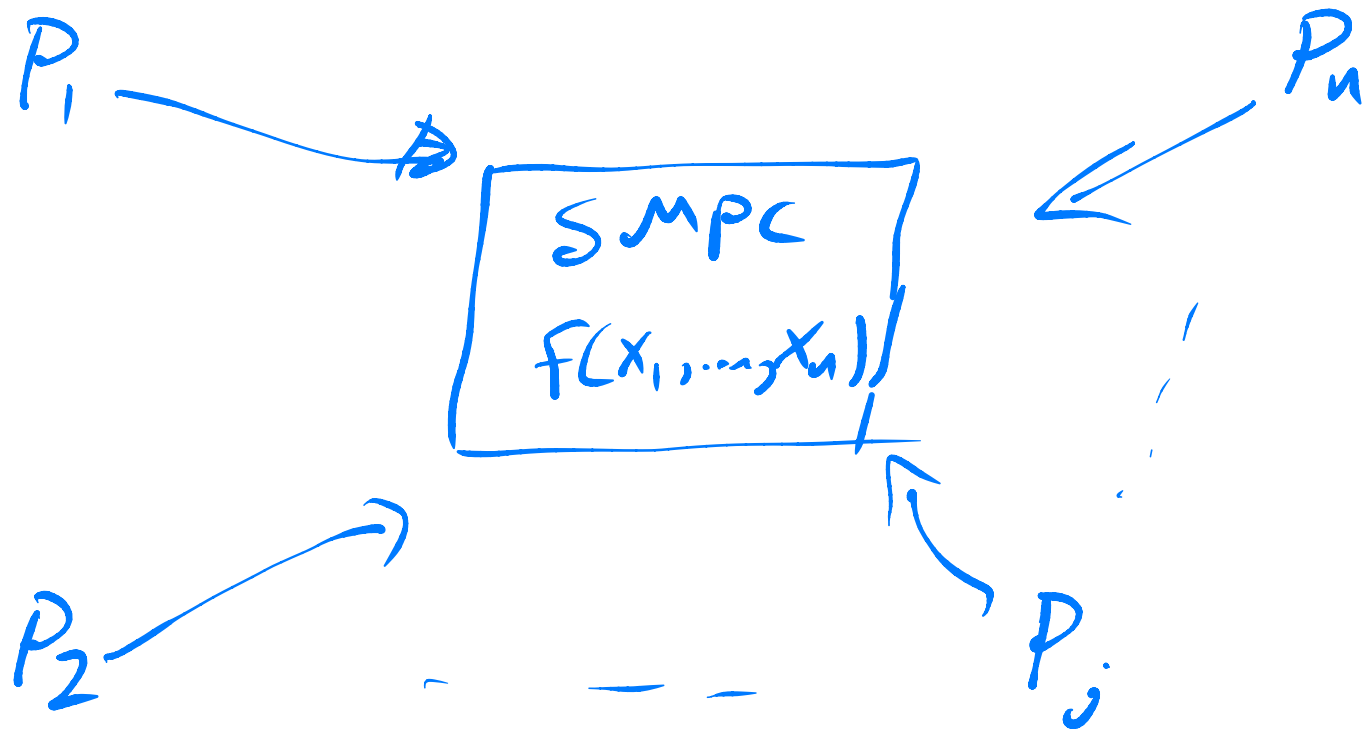 P₁
Pₙ
SMPC
f(x₁,...,xₙ)
P₂
Pⱼ